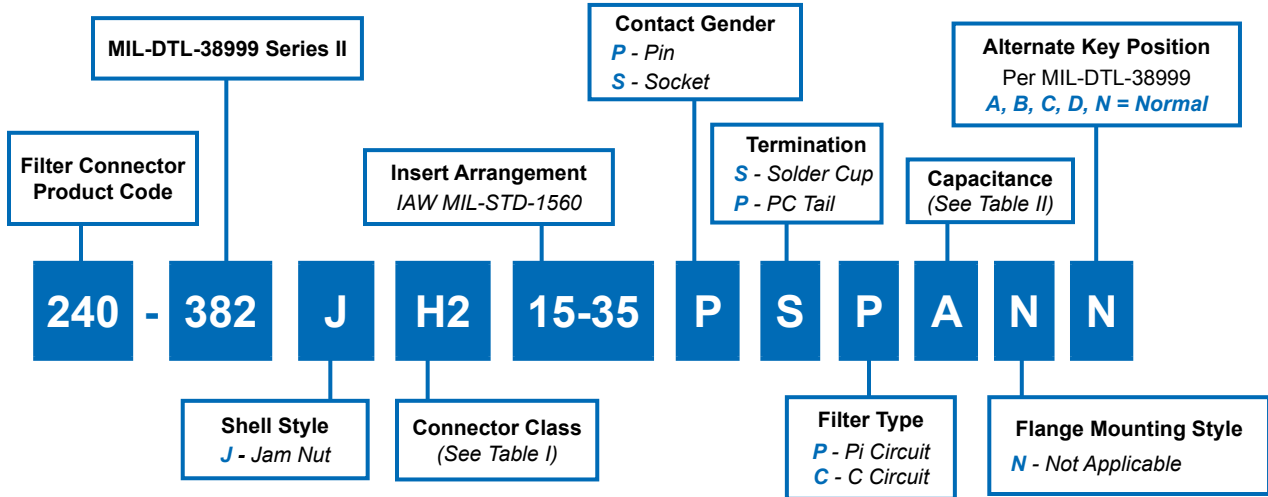 MIL-DTL-38999 Series II
Contact Gender
P - Pin
S - Socket
Alternate Key Position
Per MIL-DTL-38999
A, B, C, D, N = Normal
Filter Connector
Product Code
Insert Arrangement
IAW MIL-STD-1560
Termination
S - Solder Cup
P - PC Tail
Capacitance
(See Table II)
240 - 382 J H2 15-35 P S P A N N
Shell Style
J - Jam Nut
Connector Class
(See Table I)
Filter Type
P - Pi Circuit
C - C Circuit
Flange Mounting Style
N - Not Applicable